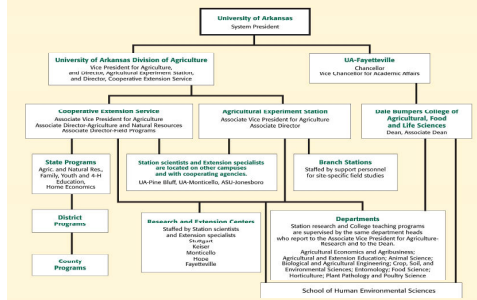 University of Arkansas
System President
University of Arkansas Division of Agriculture
Vice President for Agriculture,
and Director, Agricultural Experiment Station,
and Director, Cooperative Extension Service
UA-Fayetteville
Chancellor
Vice Chancellor for Academic Affairs
Cooperative Extension Service
Associate Vice President for Agriculture
Associate Director-Agriculture and Natural Resources
Associate Director-Field Programs
Agricultural Experiment Station
Associate Vice President for Agriculture
Associate Director
Dale Bumpers College of
Agricultural, Food
and Life Sciences
Dean, Associate Dean
State Programs
Agric. and Natural Res.,
Family, Youth and 4-H
Education,
Home Economics
Station scientists and Extension specialists
are located on other campuses
and with cooperating agencies.
UA-Pine Bluff, UA-Monticello, ASU-Jonesboro
Branch Stations
Staffed by support personnel
for site-specific field studies
District
Programs
County
Programs
Research and Extension Centers
Staffed by Station scientists
and Extension specialists
Stuttgart
Keiser
Monticello
Hope
Fayetteville
Departments
Station research and College teaching programs
are supervised by the same department heads
who report to the Associate Vice President for Agriculture-
Research and to the Dean.
Agricultural Economics and Agribusiness;
Agricultural and Extension Education; Animal Science;
Biological and Agricultural Engineering; Crop, Soil, and
Environmental Sciences; Entomology; Food Science;
Horticulture; Plant Pathology and Poultry Science
School of Human Environmental Sciences